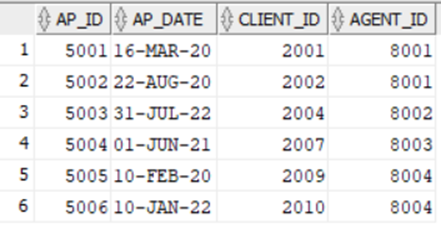 AP_ID AP_DATE CLIENT_ID AGENT_ID
1 5001 16-MAR-20 2001 8001
2 5002 22-AUG-20 2002 8001
3 5003 31-JUL-22 2004 8002
4 5004 01-JUN-21 2007 8003
5 5005 10-FEB-20 2009 8004
6 5006 10-JAN-22 2010 8004